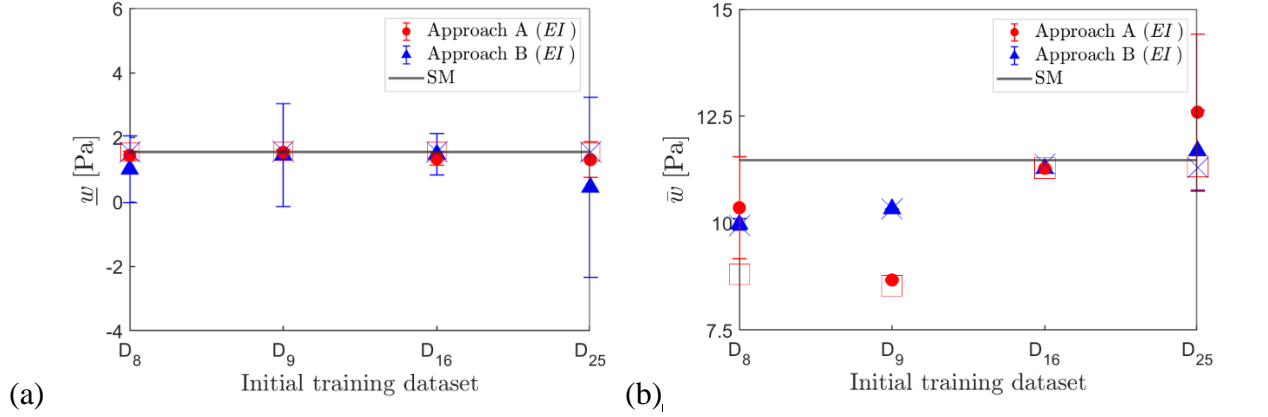 6
4
2
0
-2
-4
w [Pa]
D8 D9 D16 D25
Initial training dataset
Approach A (EI)
Approach B (EI)
SM
(a)
15
12.5
10
7.5
w̄ [Pa]
D8 D9 D16 D25
Initial training dataset
Approach A (EI)
Approach B (EI)
SM
(b)